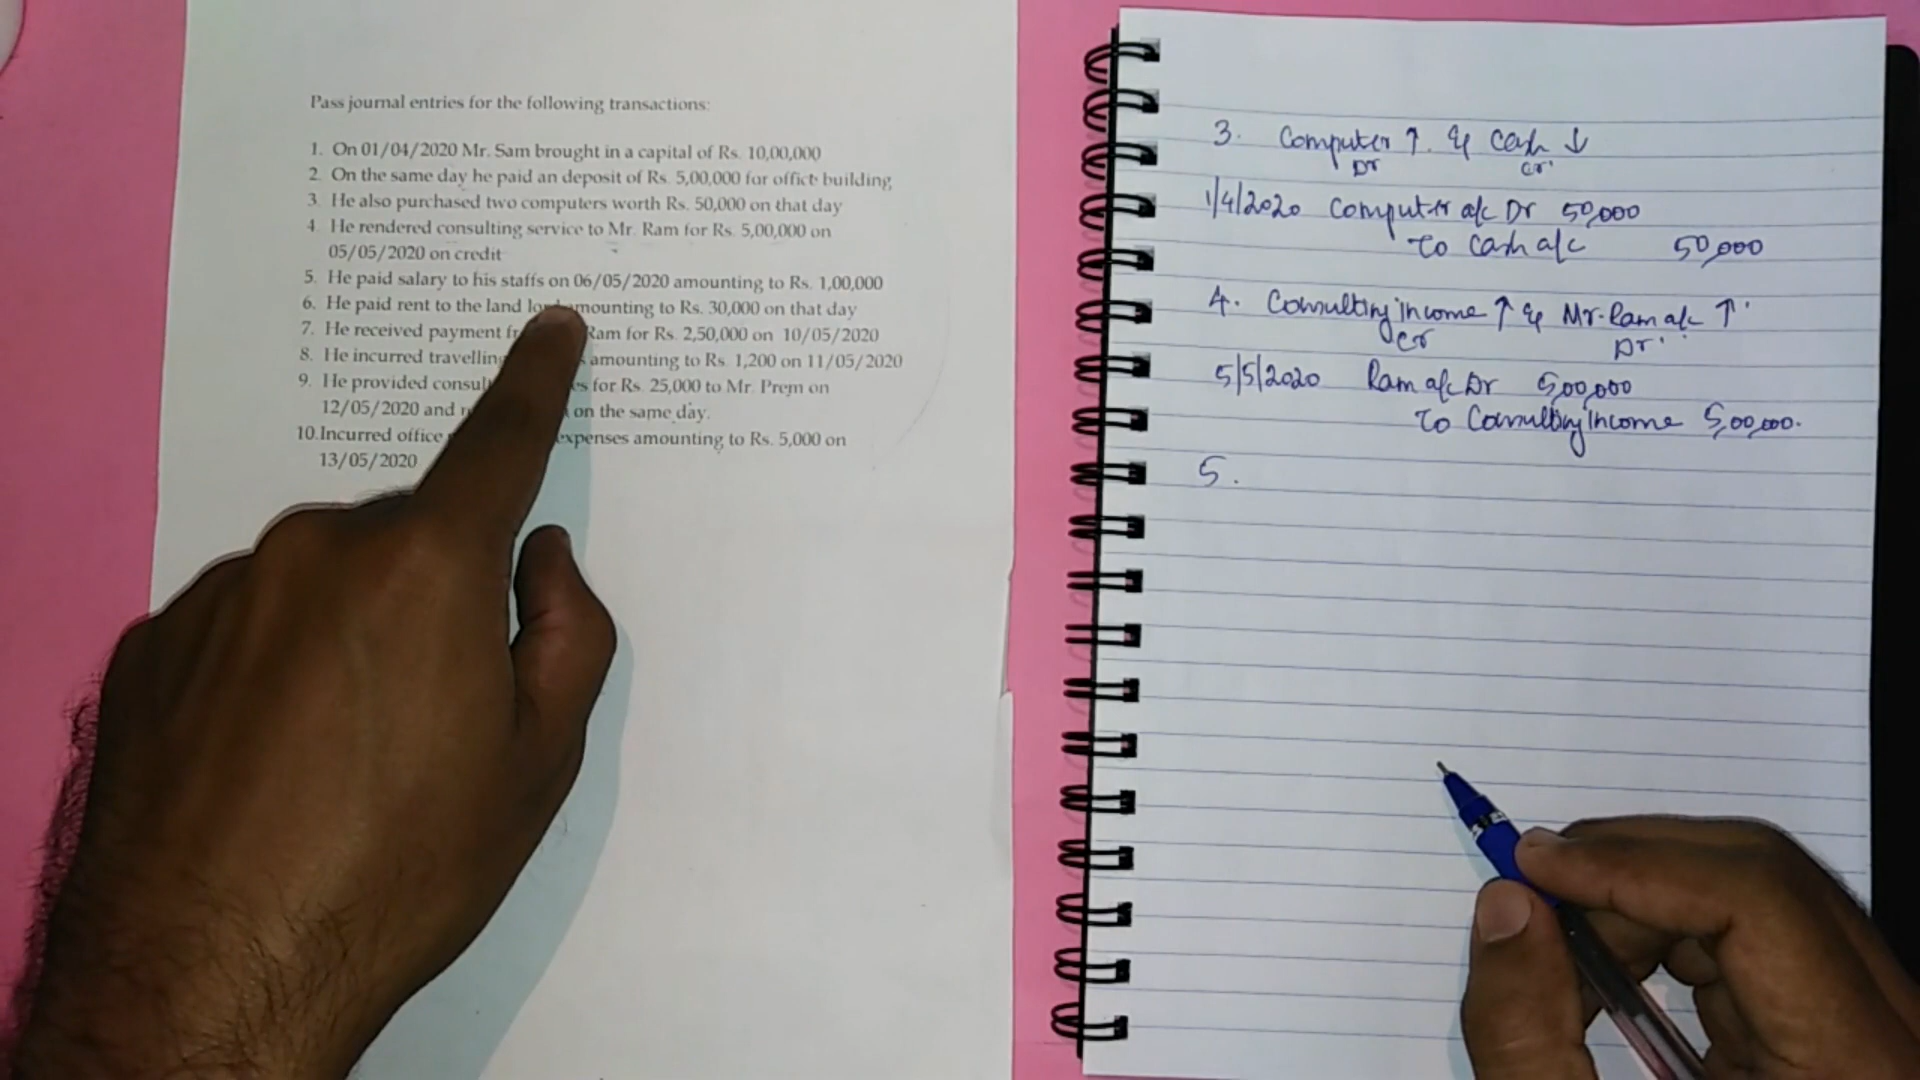 Pass journal entries for the following transactions:
1. On 01/04/2020 Mr. Sam brought in a capital of Rs. 10,00,000
2. On the same day he paid an deposit of Rs. 5,00,000 for office building
3. He also purchased two computers worth Rs. 50,000 on that day
4. He rendered consulting service to Mr. Ram for Rs. 5,00,000 on
05/05/2020 on credit
5. He paid salary to his staffs on 06/05/2020 amounting to Rs. 1,00,000
6. He paid rent to the land amounting to Rs. 30,000 on that day
7. He received payment Ram for Rs. 2,50,000 on 10/05/2020
8. He incurred travelling amounting to Rs. 1,200 on 11/05/2020
9. He provided for Rs. 25,000 to Mr. Prem on
12/05/2020 and on the same day.
10. Incurred office expenses amounting to Rs. 5,000 on
13/05/2020
3. Computer ↑. & Cash ↓
Dr Cr
1/4/2020 Computer a/c Dr 50,000
To Cash a/c 50,000
4. Consulting income ↑ & Mr. Ram a/c ↑
Cr Dr
5/5/2020 Ram a/c Dr 5,00,000
To Consulting Income 5,00,000.
5.